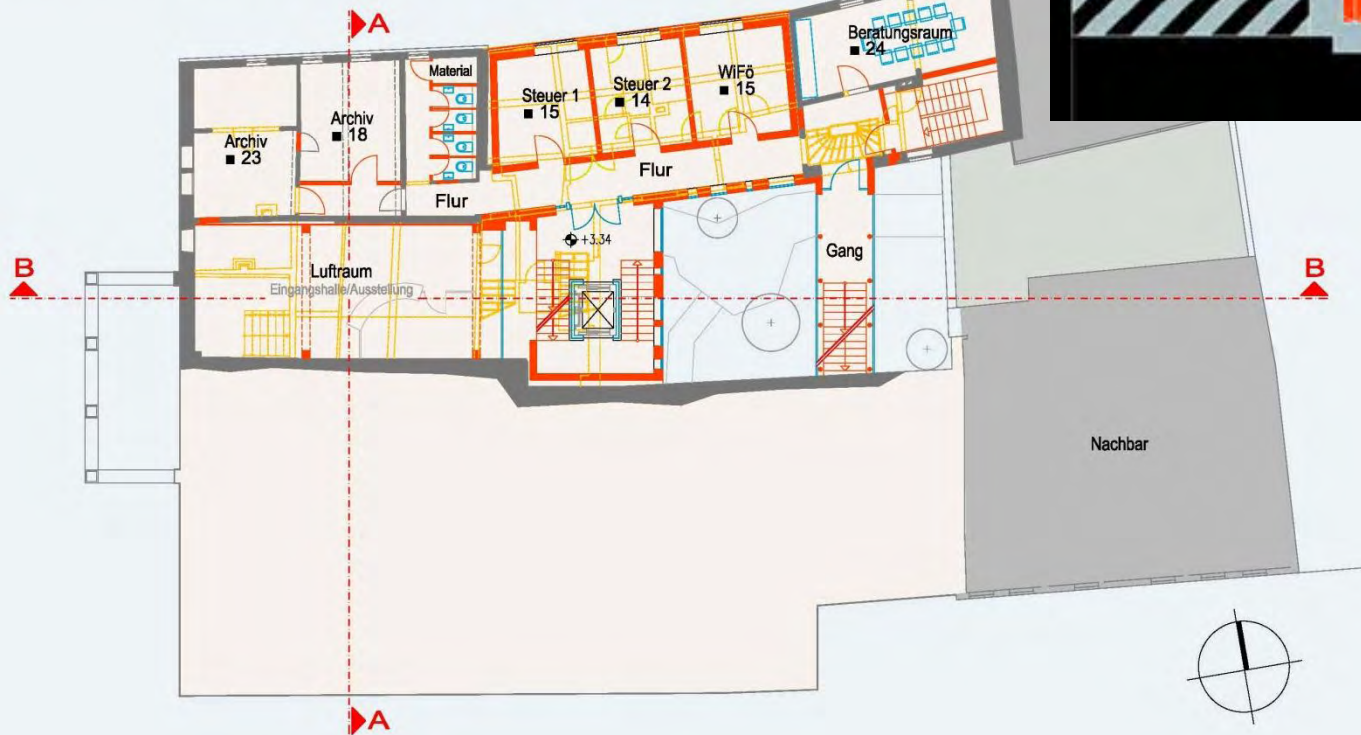 A
Beratungsraum
■ 24
Material
WiFö
■ 15
Steuer 2
■ 14
Steuer 1
■ 15
Archiv
■ 18
Archiv
■ 23
Flur
Flur
+3.34
Gang
Luftraum
Eingangshalle/Ausstellung
B
B
Nachbar
A